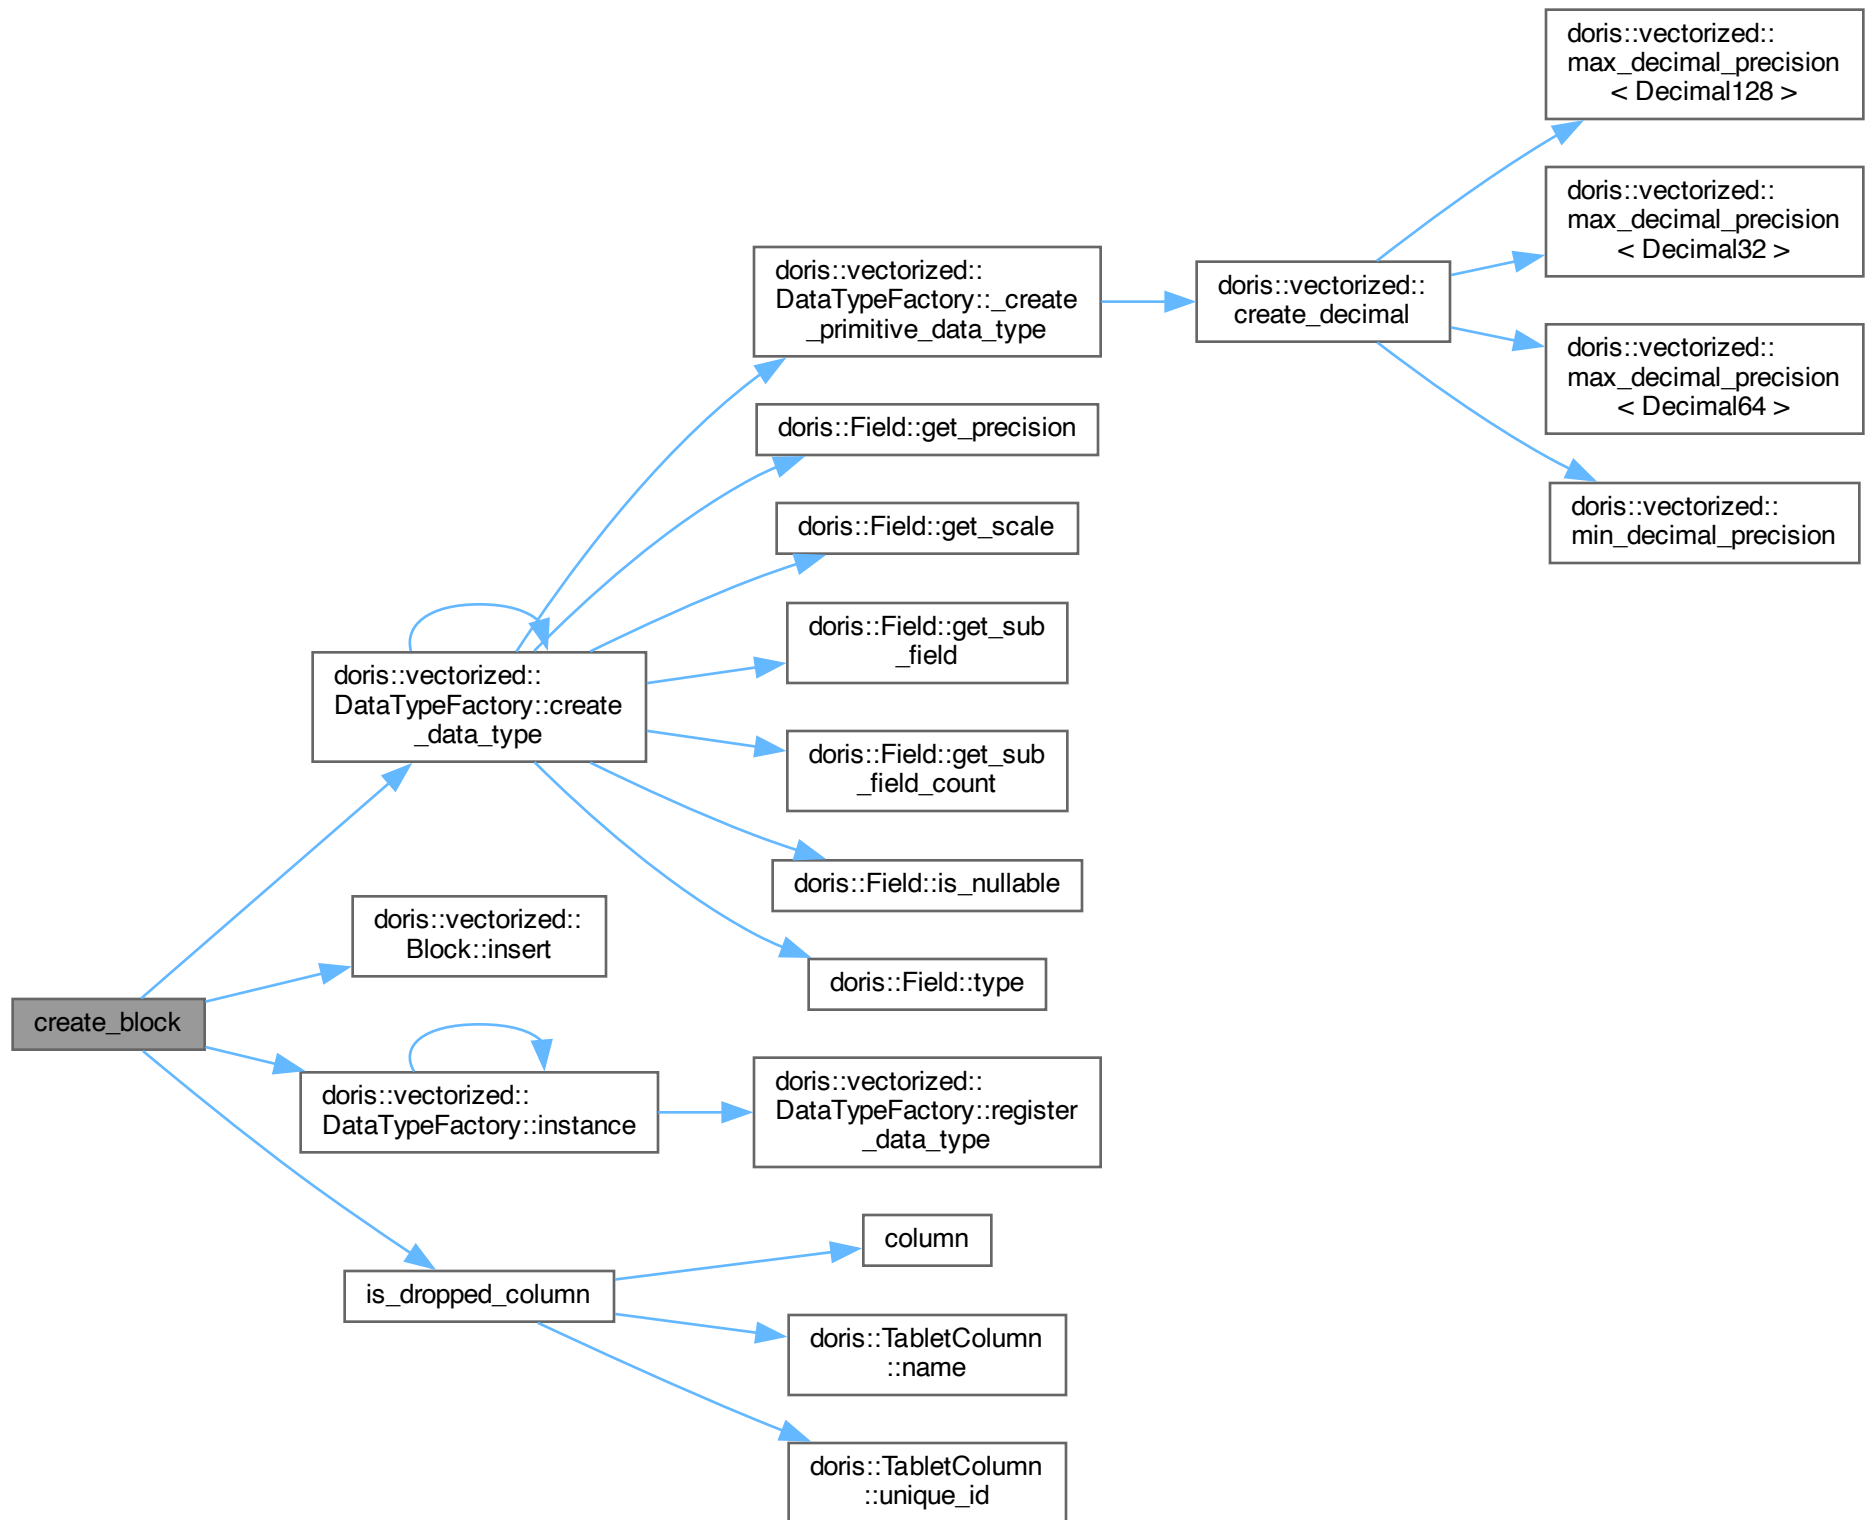 doris::vectorized::
max_decimal_precision
< Decimal128 >
doris::vectorized::
max_decimal_precision
< Decimal32 >
doris::vectorized::
DataTypeFactory::_create
_primitive_data_type
doris::vectorized::
create_decimal
doris::vectorized::
max_decimal_precision
< Decimal64 >
doris::Field::get_precision
doris::vectorized::
min_decimal_precision
doris::Field::get_scale
doris::Field::get_sub
_field
doris::vectorized::
DataTypeFactory::create
_data_type
doris::Field::get_sub
_field_count
doris::Field::is_nullable
doris::vectorized::
Block::insert
doris::Field::type
create_block
doris::vectorized::
DataTypeFactory::instance
doris::vectorized::
DataTypeFactory::register
_data_type
column
is_dropped_column
doris::TabletColumn
::name
doris::TabletColumn
::unique_id